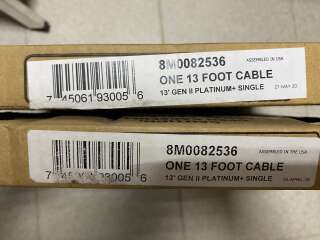 8M0082536
ASSEMBLED IN USA
ONE 13 FOOT CABLE
13' GEN II PLATINUM+ SINGLE
7 45061 93005 6
8M0082536
ASSEMBLED IN THE USA
ONE 13 FOOT CABLE
13' GEN II PLATINUM+ SINGLE
93005 6